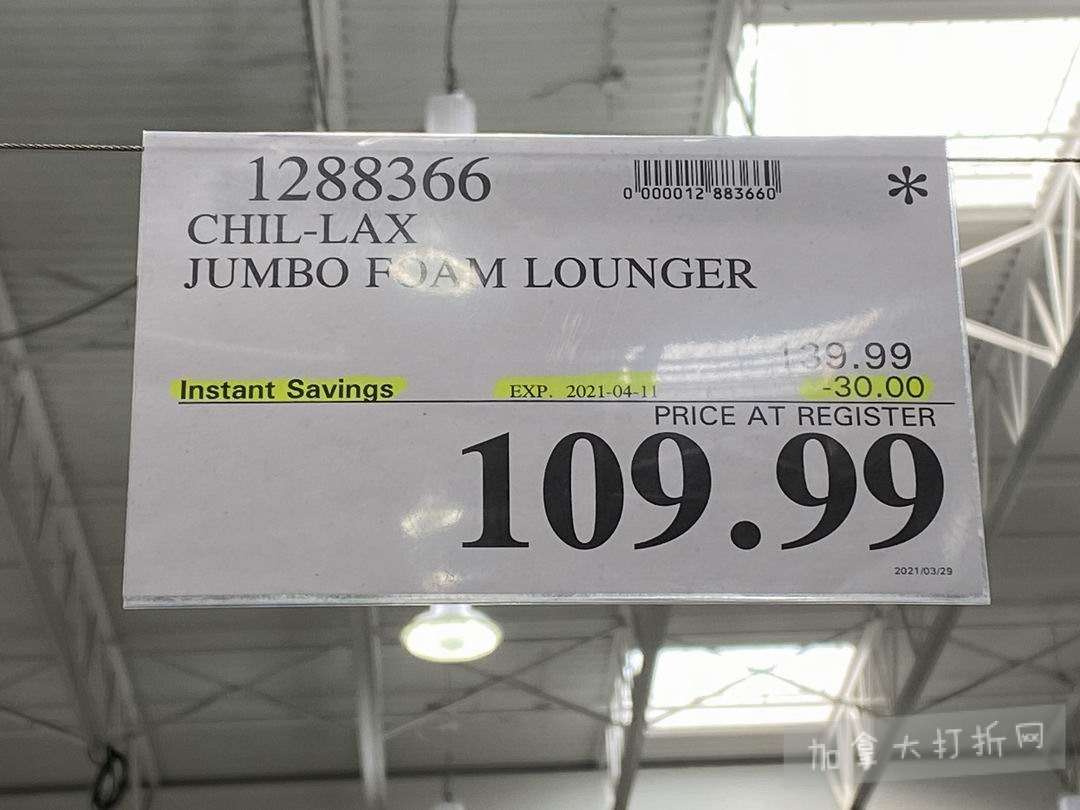 1288366
0 000012 883660
*
CHIL-LAX
JUMBO FOAM LOUNGER
139.99
Instant Savings EXP. 2021-04-11 -30.00
PRICE AT REGISTER
109.99
2021/03/29
加拿大打折网